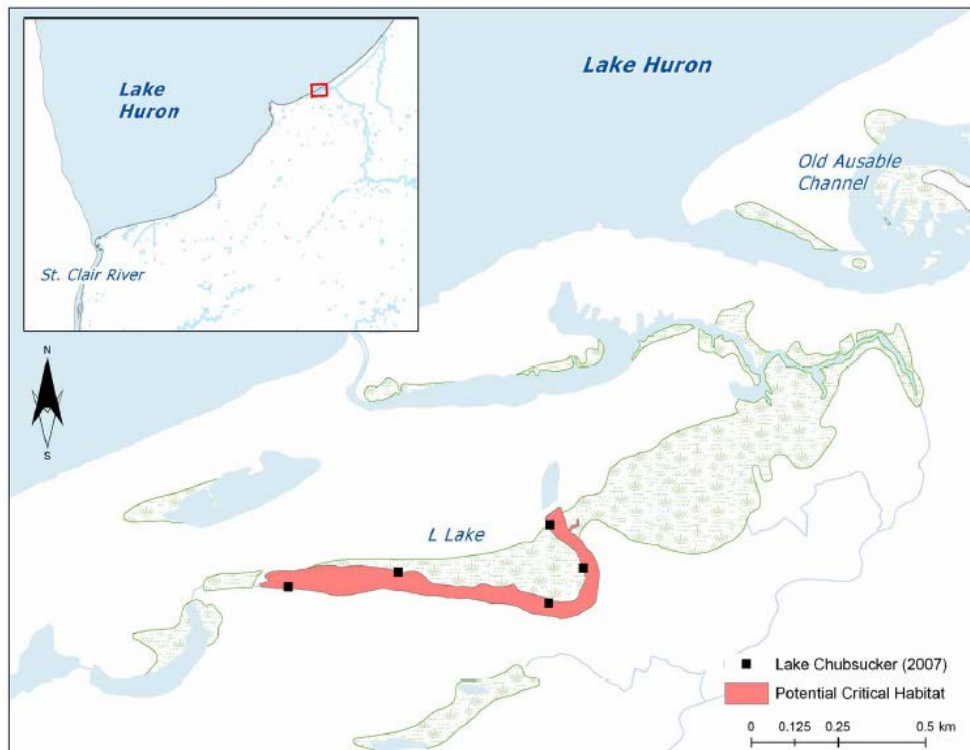 Lake
Huron
St. Clair River
Lake Huron
Old Ausable
Channel
N
S
L Lake
Lake Chubsucker (2007)
Potential Critical Habitat
0 0.125 0.25 0.5 km